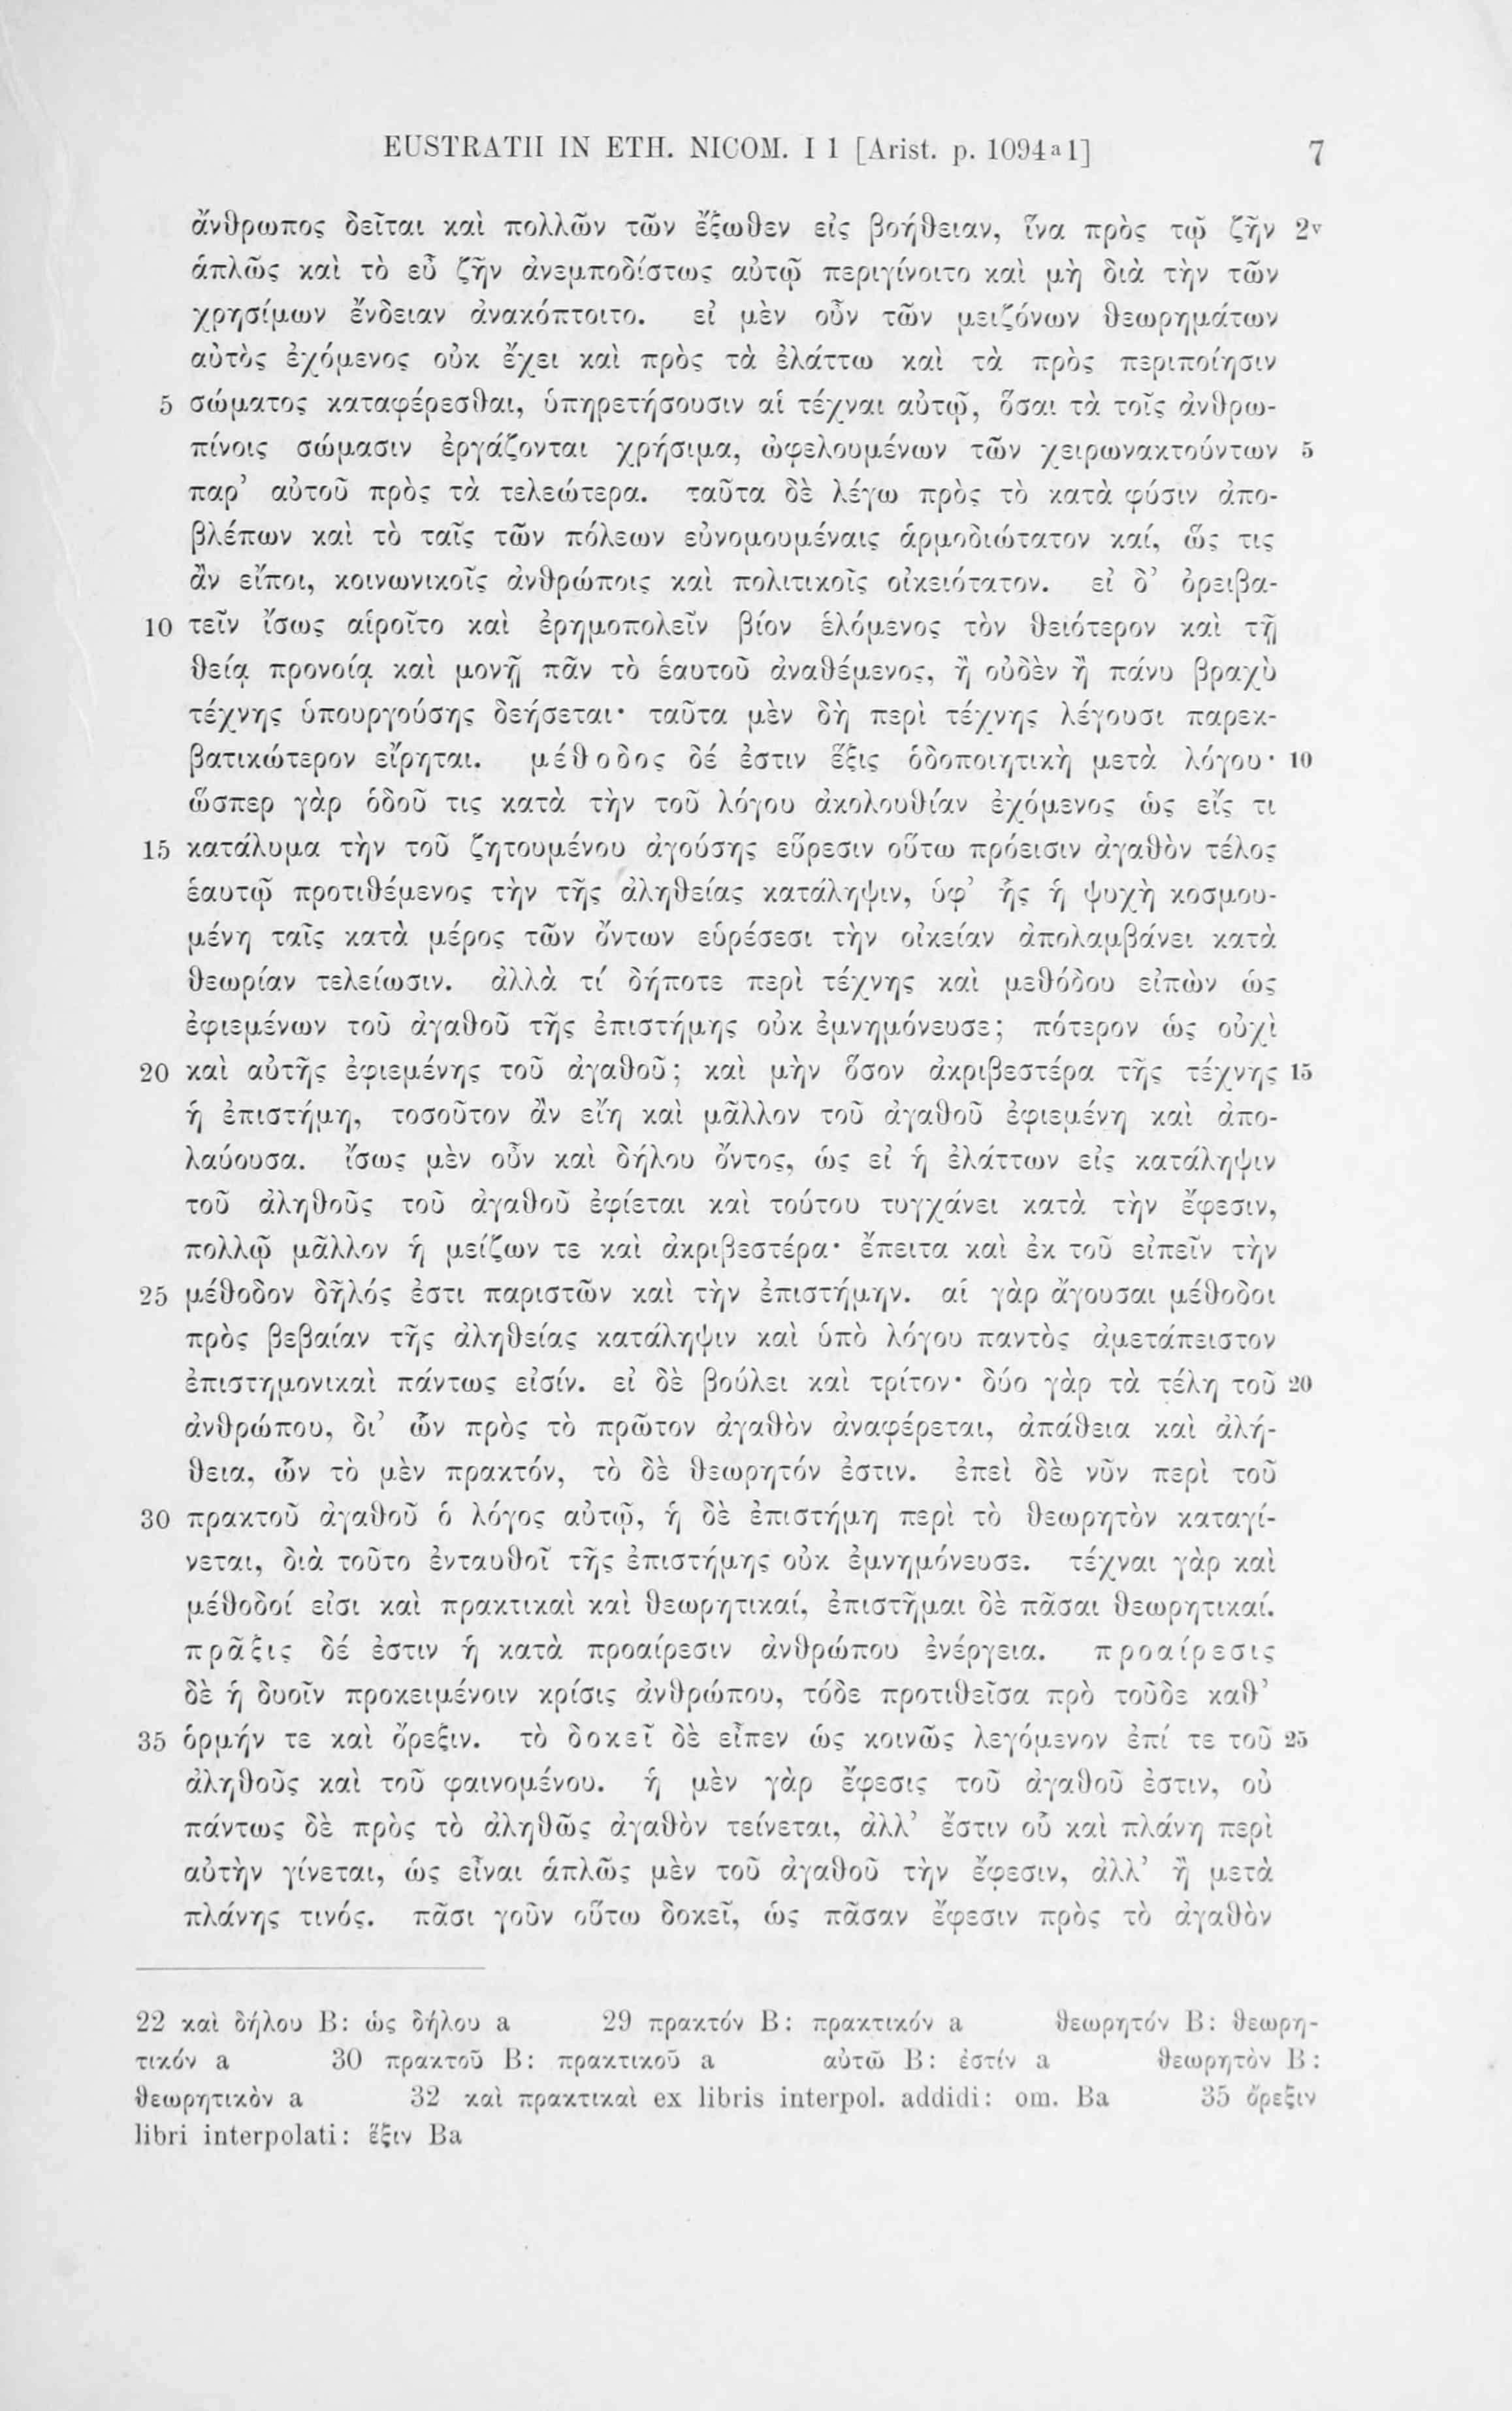 EUSTRATII IN ETH. NICOM. I 1 [Arist. p. 1094ª1] 7
ἄνθρωπος δεῖται καὶ πολλῶν τῶν ἔξωθεν εἰς βοήθειαν, ἵνα πρὸς τῷ ζῆν 2v
ἁπλῶς καὶ τὸ εὖ ζῆν ἀνεμποδίστως αὐτῷ περιγίνοιτο καὶ μὴ διὰ τὴν τῶν
χρησίμων ἔνδειαν ἀνακόπτοιτο. εἰ μὲν οὖν τῶν μειζόνων θεωρημάτων
αὐτὸς ἐχόμενος οὐκ ἔχει καὶ πρὸς τὰ ἐλάττω καὶ τὰ πρὸς περιποίησιν
5 σώματος καταφέρεσθαι, ὑπηρετήσουσιν αἱ τέχναι αὐτῷ, ὅσαι τὰ τοῖς ἀνθρω-
πίνοις σώμασιν ἐργάζονται χρήσιμα, ὠφελουμένων τῶν χειρωνακτούντων 5
παρ’ αὐτοῦ πρὸς τὰ τελεώτερα. ταῦτα δὲ λέγω πρὸς τὸ κατὰ φύσιν ἀπο-
βλέπων καὶ τὸ ταῖς τῶν πόλεων εὐνομουμέναις ἁρμοδιώτατον καί, ὥς τις
ἂν εἴποι, κοινωνικοῖς ἀνθρώποις καὶ πολιτικοῖς οἰκειότατον. εἰ δ’ ὀρειβα-
10 τεῖν ἴσως αἱροῖτο καὶ ἐρημοπολεῖν βίον ἑλόμενος τὸν θειότερον καὶ τῇ
θείᾳ προνοίᾳ καὶ μονῇ πᾶν τὸ ἑαυτοῦ ἀναθέμενος, ἢ οὐδὲν ἢ πάνυ βραχὺ
τέχνης ὑπουργούσης δεήσεται· ταῦτα μὲν δὴ περὶ τέχνης λέγουσι παρεκ-
βατικώτερον εἴρηται. μέθοδος δέ ἐστιν ἕξις ὁδοποιητικὴ μετὰ λόγου· 10
ὥσπερ γὰρ ὁδοῦ τις κατὰ τὴν τοῦ λόγου ἀκολουθίαν ἐχόμενος ὡς εἴς τι
15 κατάλυμα τὴν τοῦ ζητουμένου ἀγούσης εὕρεσιν οὕτω πρόεισιν ἀγαθὸν τέλος
ἑαυτῷ προτιθέμενος τὴν τῆς ἀληθείας κατάληψιν, ὑφ’ ἧς ἡ ψυχὴ κοσμου-
μένη ταῖς κατὰ μέρος τῶν ὄντων εὑρέσεσι τὴν οἰκείαν ἀπολαμβάνει κατὰ
θεωρίαν τελείωσιν. ἀλλὰ τί δήποτε περὶ τέχνης καὶ μεθόδου εἰπὼν ὡς
ἐφιεμένων τοῦ ἀγαθοῦ τῆς ἐπιστήμης οὐκ ἐμνημόνευσε; πότερον ὡς οὐχὶ
20 καὶ αὐτῆς ἐφιεμένης τοῦ ἀγαθοῦ; καὶ μὴν ὅσον ἀκριβεστέρα τῆς τέχνης 15
ἡ ἐπιστήμη, τοσοῦτον ἂν εἴη καὶ μᾶλλον τοῦ ἀγαθοῦ ἐφιεμένη καὶ ἀπο-
λαύουσα. ἴσως μὲν οὖν καὶ δήλου ὄντος, ὡς εἰ ἡ ἐλάττων εἰς κατάληψιν
τοῦ ἀληθοῦς τοῦ ἀγαθοῦ ἐφίεται καὶ τούτου τυγχάνει κατὰ τὴν ἔφεσιν,
πολλῷ μᾶλλον ἡ μείζων τε καὶ ἀκριβεστέρα· ἔπειτα καὶ ἐκ τοῦ εἰπεῖν τὴν
25 μέθοδον δῆλός ἐστι παριστῶν καὶ τὴν ἐπιστήμην. αἱ γὰρ ἄγουσαι μέθοδοι
πρὸς βεβαίαν τῆς ἀληθείας κατάληψιν καὶ ὑπὸ λόγου παντὸς ἀμετάπειστον
ἐπιστημονικαὶ πάντως εἰσίν. εἰ δὲ βούλει καὶ τρίτον· δύο γὰρ τὰ τέλη τοῦ 20
ἀνθρώπου, δι’ ὧν πρὸς τὸ πρῶτον ἀγαθὸν ἀναφέρεται, ἀπάθεια καὶ ἀλή-
θεια, ὧν τὸ μὲν πρακτόν, τὸ δὲ θεωρητόν ἐστιν. ἐπεὶ δὲ νῦν περὶ τοῦ
30 πρακτοῦ ἀγαθοῦ ὁ λόγος αὐτῷ, ἡ δὲ ἐπιστήμη περὶ τὸ θεωρητὸν καταγί-
νεται, διὰ τοῦτο ἐνταυθοῖ τῆς ἐπιστήμης οὐκ ἐμνημόνευσε. τέχναι γὰρ καὶ
μέθοδοί εἰσι καὶ πρακτικαὶ καὶ θεωρητικαί, ἐπιστῆμαι δὲ πᾶσαι θεωρητικαί.
πρᾶξις δέ ἐστιν ἡ κατὰ προαίρεσιν ἀνθρώπου ἐνέργεια. προαίρεσις
δὲ ἡ δυοῖν προκειμένοιν κρίσις ἀνθρώπου, τόδε προτιθεῖσα πρὸ τοῦδε καθ’
35 ὁρμήν τε καὶ ὄρεξιν. τὸ δοκεῖ δὲ εἶπεν ὡς κοινῶς λεγόμενον ἐπί τε τοῦ 25
ἀληθοῦς καὶ τοῦ φαινομένου. ἡ μὲν γὰρ ἔφεσις τοῦ ἀγαθοῦ ἐστιν, οὐ
πάντως δὲ πρὸς τὸ ἀληθῶς ἀγαθὸν τείνεται, ἀλλ’ ἔστιν οὗ καὶ πλάνη περὶ
αὐτὴν γίνεται, ὡς εἶναι ἁπλῶς μὲν τοῦ ἀγαθοῦ τὴν ἔφεσιν, ἀλλ’ ἢ μετὰ
πλάνης τινός. πᾶσι γοῦν οὕτω δοκεῖ, ὡς πᾶσαν ἔφεσιν πρὸς τὸ ἀγαθὸν
22 καὶ δήλου B: ὡς δήλου a 29 πρακτόν B: πρακτικόν a θεωρητόν B: θεωρη-
τικόν a 30 πρακτοῦ B: πρακτικοῦ a αὐτῶ B: ἐστίν a θεωρητὸν B:
θεωρητικὸν a 32 καὶ πρακτικαὶ ex libris interpol. addidi: om. Ba 35 ὄρεξιν
libri interpolati: ἕξιν Ba